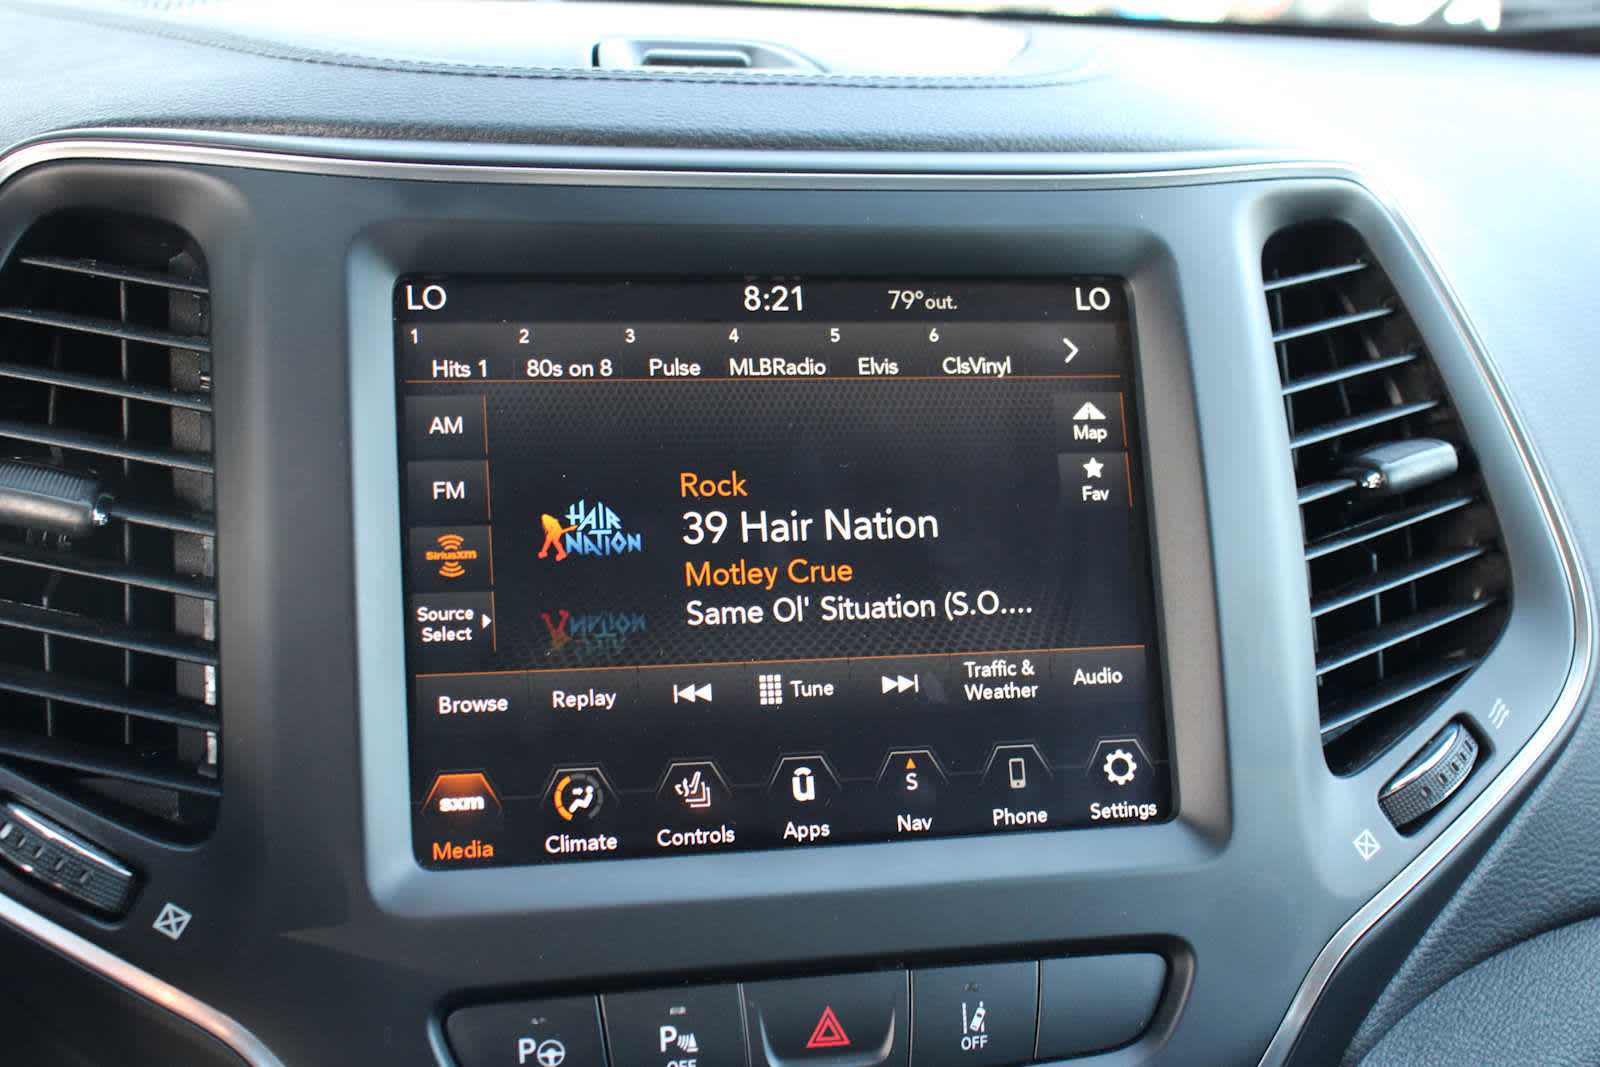 LO 8:21 79° out. LO
1 2 3 4 5 6
Hits 1 80s on 8 Pulse MLBRadio Elvis ClsVinyl
AM
Map
FM
Fav
Rock
HAIR NATION
39 Hair Nation
siriusxm
Motley Crue
Source Select
Same Ol' Situation (S.O....
Browse Replay Tune Traffic & Weather Audio
sxm
S
Media Climate Controls Apps Nav Phone Settings
P P OFF OFF